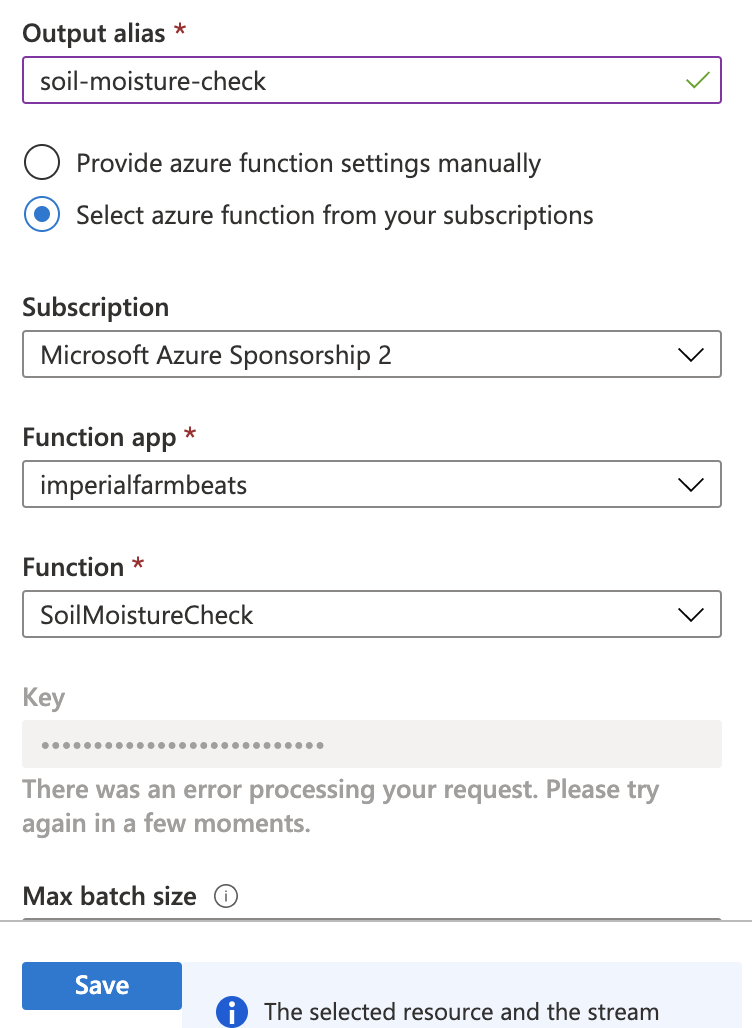 Output alias *
soil-moisture-check
Provide azure function settings manually
Select azure function from your subscriptions
Subscription
Microsoft Azure Sponsorship 2
Function app *
imperialfarmbeats
Function *
SoilMoistureCheck
Key
•••••••••••••••••••••••••••
There was an error processing your request. Please try
again in a few moments.
Max batch size
Save
The selected resource and the stream